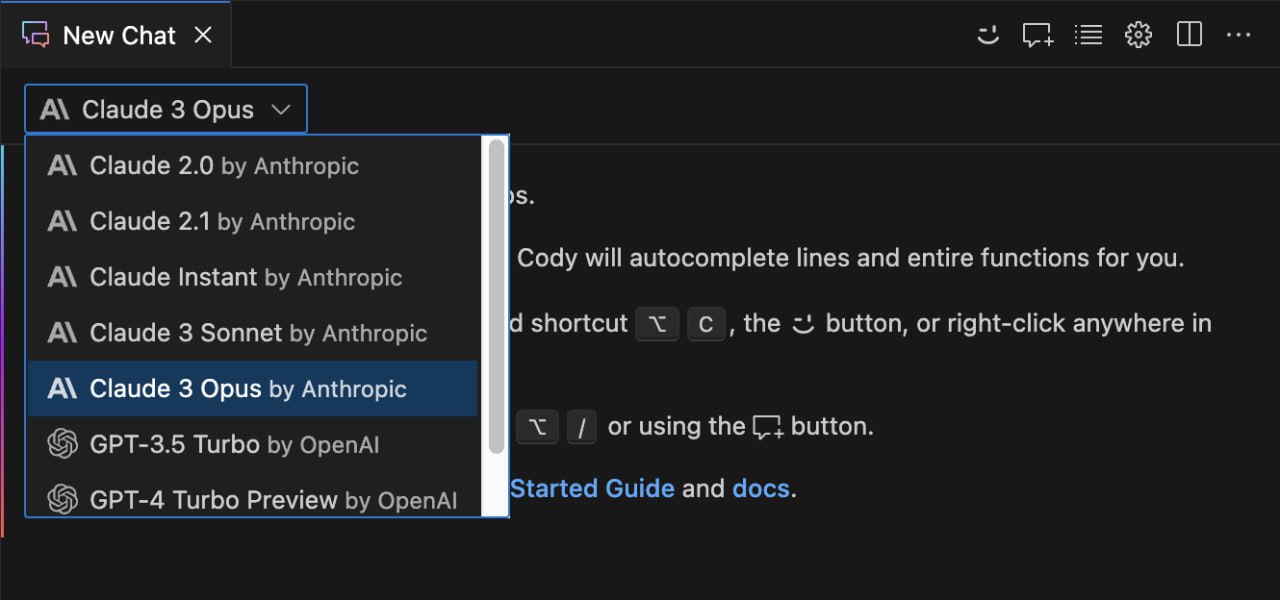 New Chat
Claude 3 Opus
Claude 2.0 by Anthropic
Claude 2.1 by Anthropic
Claude Instant by Anthropic
Claude 3 Sonnet by Anthropic
Claude 3 Opus by Anthropic
GPT-3.5 Turbo by OpenAI
GPT-4 Turbo Preview by OpenAI
Cody will autocomplete lines and entire functions for you.
shortcut ⌥ C, the button, or right-click anywhere in
⌥ / or using the button.
Started Guide and docs.